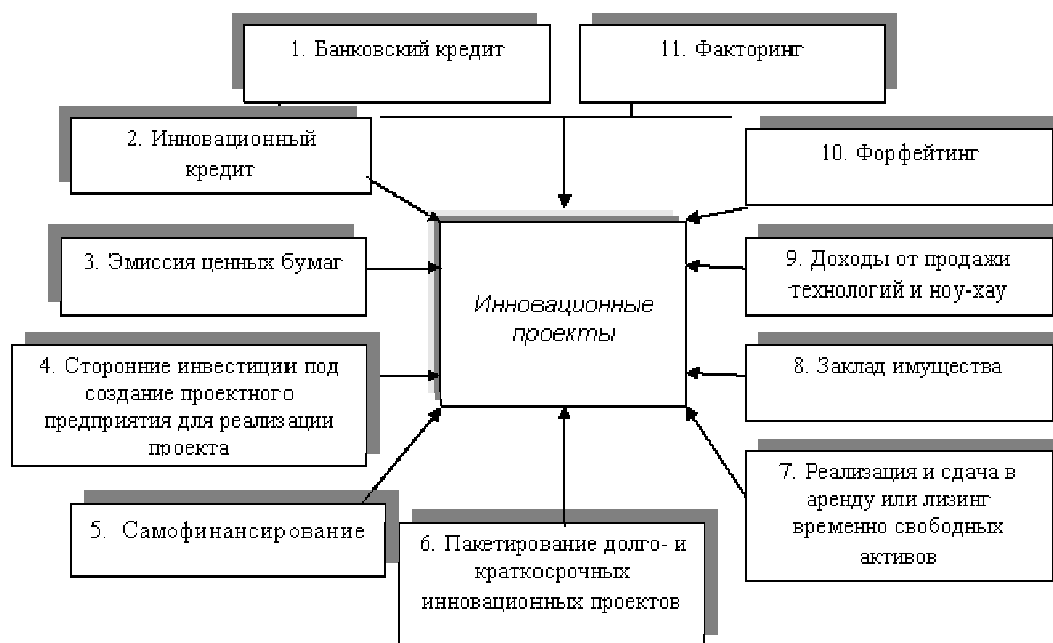 1. Банковский кредит
11. Факторинг
2. Инновационный
кредит
10. Форфейтинг
3. Эмиссия ценных бумаг
9. Доходы от продажи
технологий и ноу-хау
Инновационные
проекты
4. Сторонние инвестиции под
создание проектного
предприятия для реализации
проекта
8. Заклад имущества
5. Самофинансирование
6. Пакетирование долго- и
краткосрочных
инновационных проектов
7. Реализация и сдача в
аренду или лизинг
временно свободных
активов